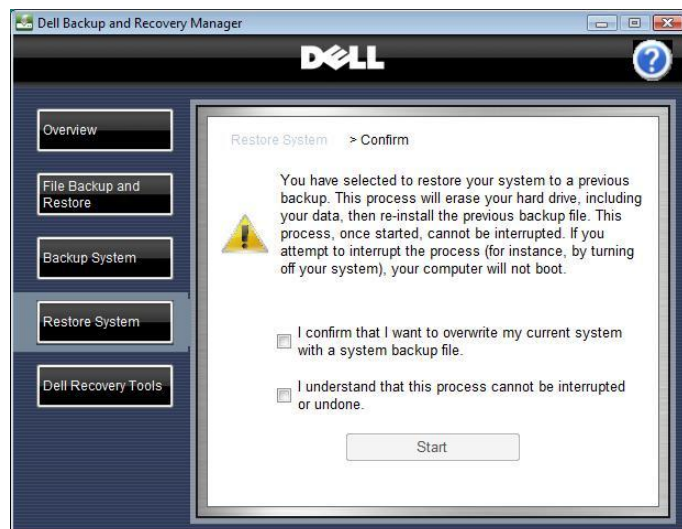 Dell Backup and Recovery Manager
DELL
?
Overview
File Backup and
Restore
Backup System
Restore System
Dell Recovery Tools
Restore System > Confirm
You have selected to restore your system to a previous
backup. This process will erase your hard drive, including
your data, then re-install the previous backup file. This
process, once started, cannot be interrupted. If you
attempt to interrupt the process (for instance, by turning
off your system), your computer will not boot.
I confirm that I want to overwrite my current system
with a system backup file.
I understand that this process cannot be interrupted
or undone.
Start